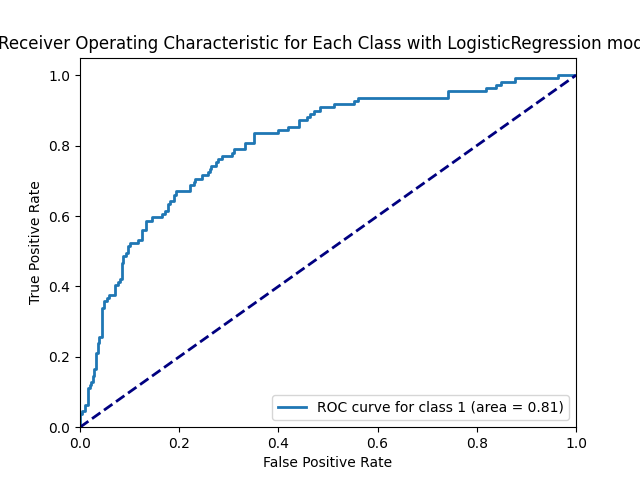 Receiver Operating Characteristic for Each Class with LogisticRegression mod
1.0
0.8
0.6
0.4
0.2
0.0
True Positive Rate
ROC curve for class 1 (area = 0.81)
0.0 0.2 0.4 0.6 0.8 1.0
False Positive Rate